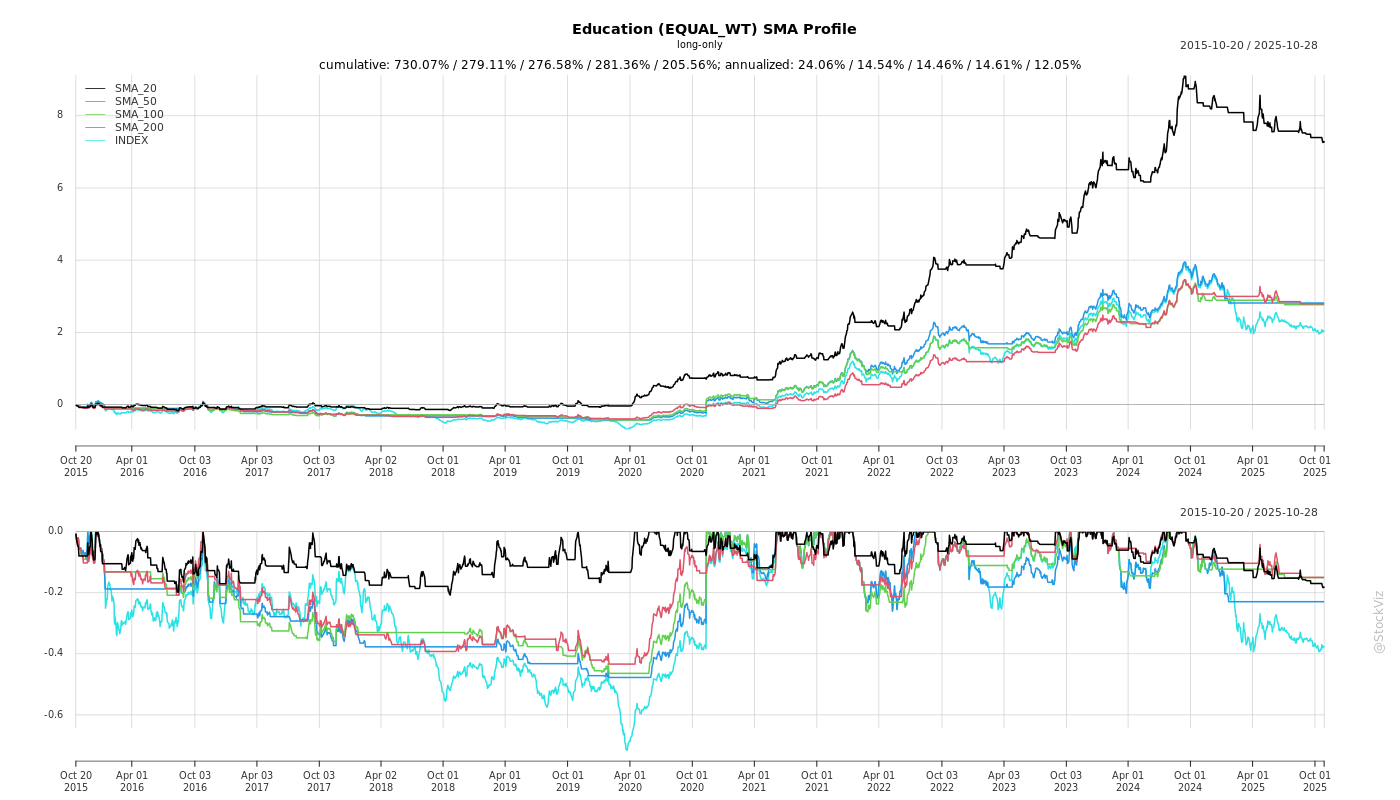 Education (EQUAL_WT) SMA Profile
long-only
2015-10-20 / 2025-10-28
cumulative: 730.07% / 279.11% / 276.58% / 281.36% / 205.56%; annualized: 24.06% / 14.54% / 14.46% / 14.61% / 12.05%
SMA_20
SMA_50
SMA_100
SMA_200
INDEX
8
6
4
2
0
Oct 20 Apr 01 Oct 03 Apr 03 Oct 03 Apr 02 Oct 01 Apr 01 Oct 01 Apr 01 Oct 01 Apr 01 Oct 01 Apr 01 Oct 03 Apr 03 Oct 03 Apr 01 Oct 01 Apr 01 Oct 01
2015 2016 2016 2017 2017 2018 2018 2019 2019 2020 2020 2021 2021 2022 2022 2023 2023 2024 2024 2025 2025
2015-10-20 / 2025-10-28
0.0
-0.2
-0.4
-0.6
Oct 20 Apr 01 Oct 03 Apr 03 Oct 03 Apr 02 Oct 01 Apr 01 Oct 01 Apr 01 Oct 01 Apr 01 Oct 01 Apr 01 Oct 03 Apr 03 Oct 03 Apr 01 Oct 01 Apr 01 Oct 01
2015 2016 2016 2017 2017 2018 2018 2019 2019 2020 2020 2021 2021 2022 2022 2023 2023 2024 2024 2025 2025
@StockViz